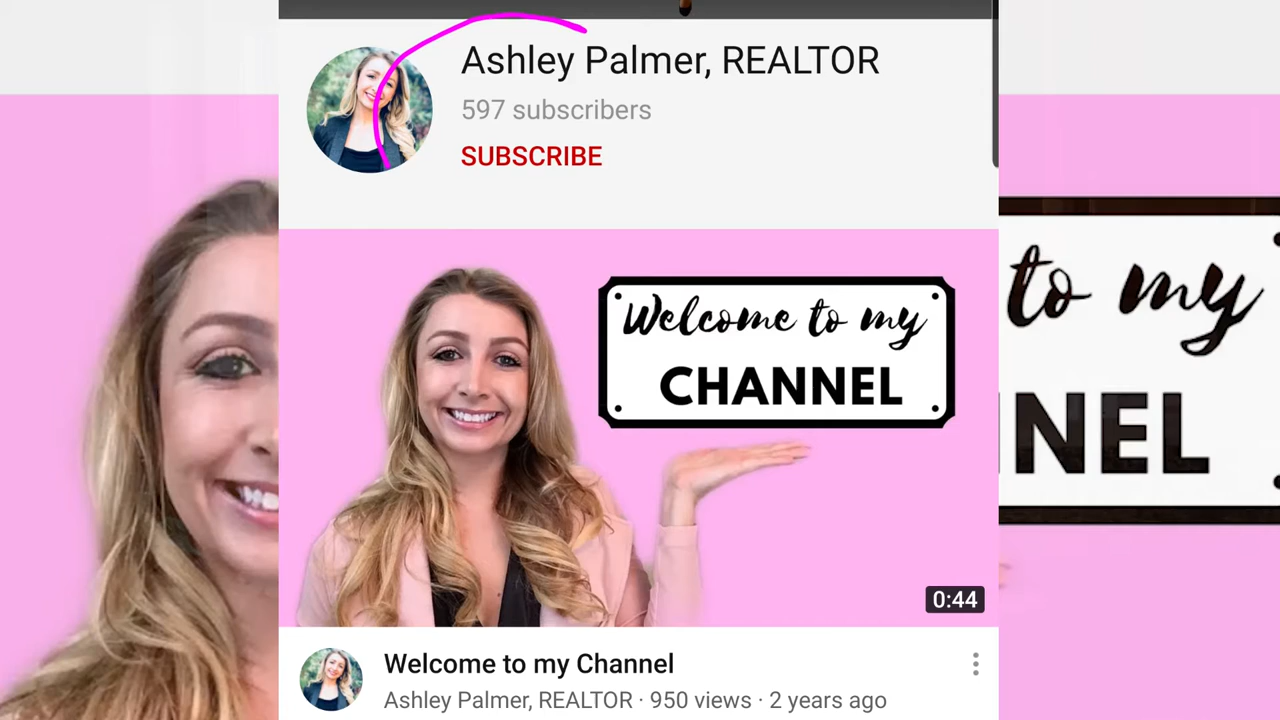 Ashley Palmer, REALTOR
597 subscribers
SUBSCRIBE
Welcome to my
CHANNEL
to my
NEL
0:44
Welcome to my Channel
Ashley Palmer, REALTOR · 950 views · 2 years ago